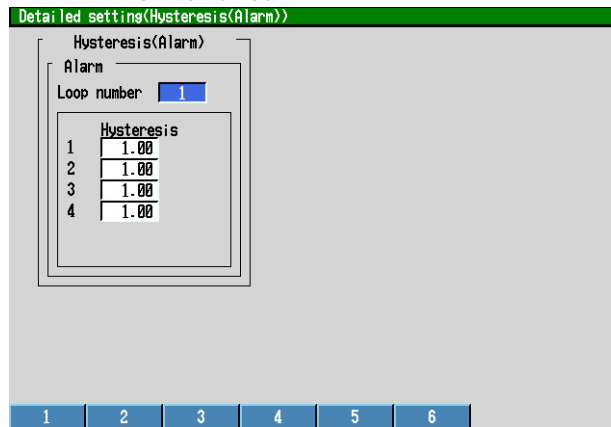 Detailed setting(Hysteresis(Alarm))
Hysteresis(Alarm)
Alarm
Loop number 1
Hysteresis
1 1.00
2 1.00
3 1.00
4 1.00
1 2 3 4 5 6